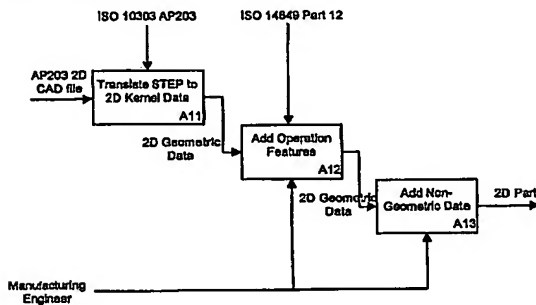 ISO 10303 AP203
ISO 14649 Part 12
AP203 2D
CAD file
Translate STEP to
2D Kernel Data
A11
2D Geometric
Data
Add Operation
Features
A12
2D Geometric
Data
Add Non-
Geometric Data
A13
2D Part
Manufacturing
Engineer